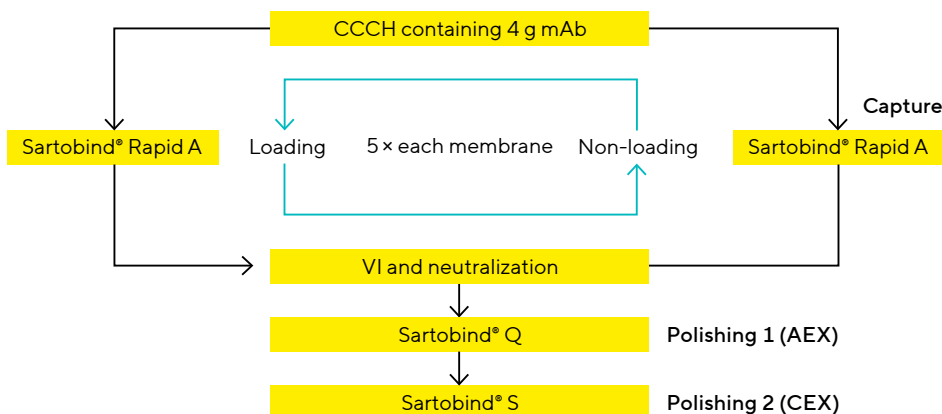 CCCH containing 4 g mAb
Capture
Sartobind® Rapid A
Loading
5 × each membrane
Non-loading
Sartobind® Rapid A
VI and neutralization
Sartobind® Q
Polishing 1 (AEX)
Sartobind® S
Polishing 2 (CEX)